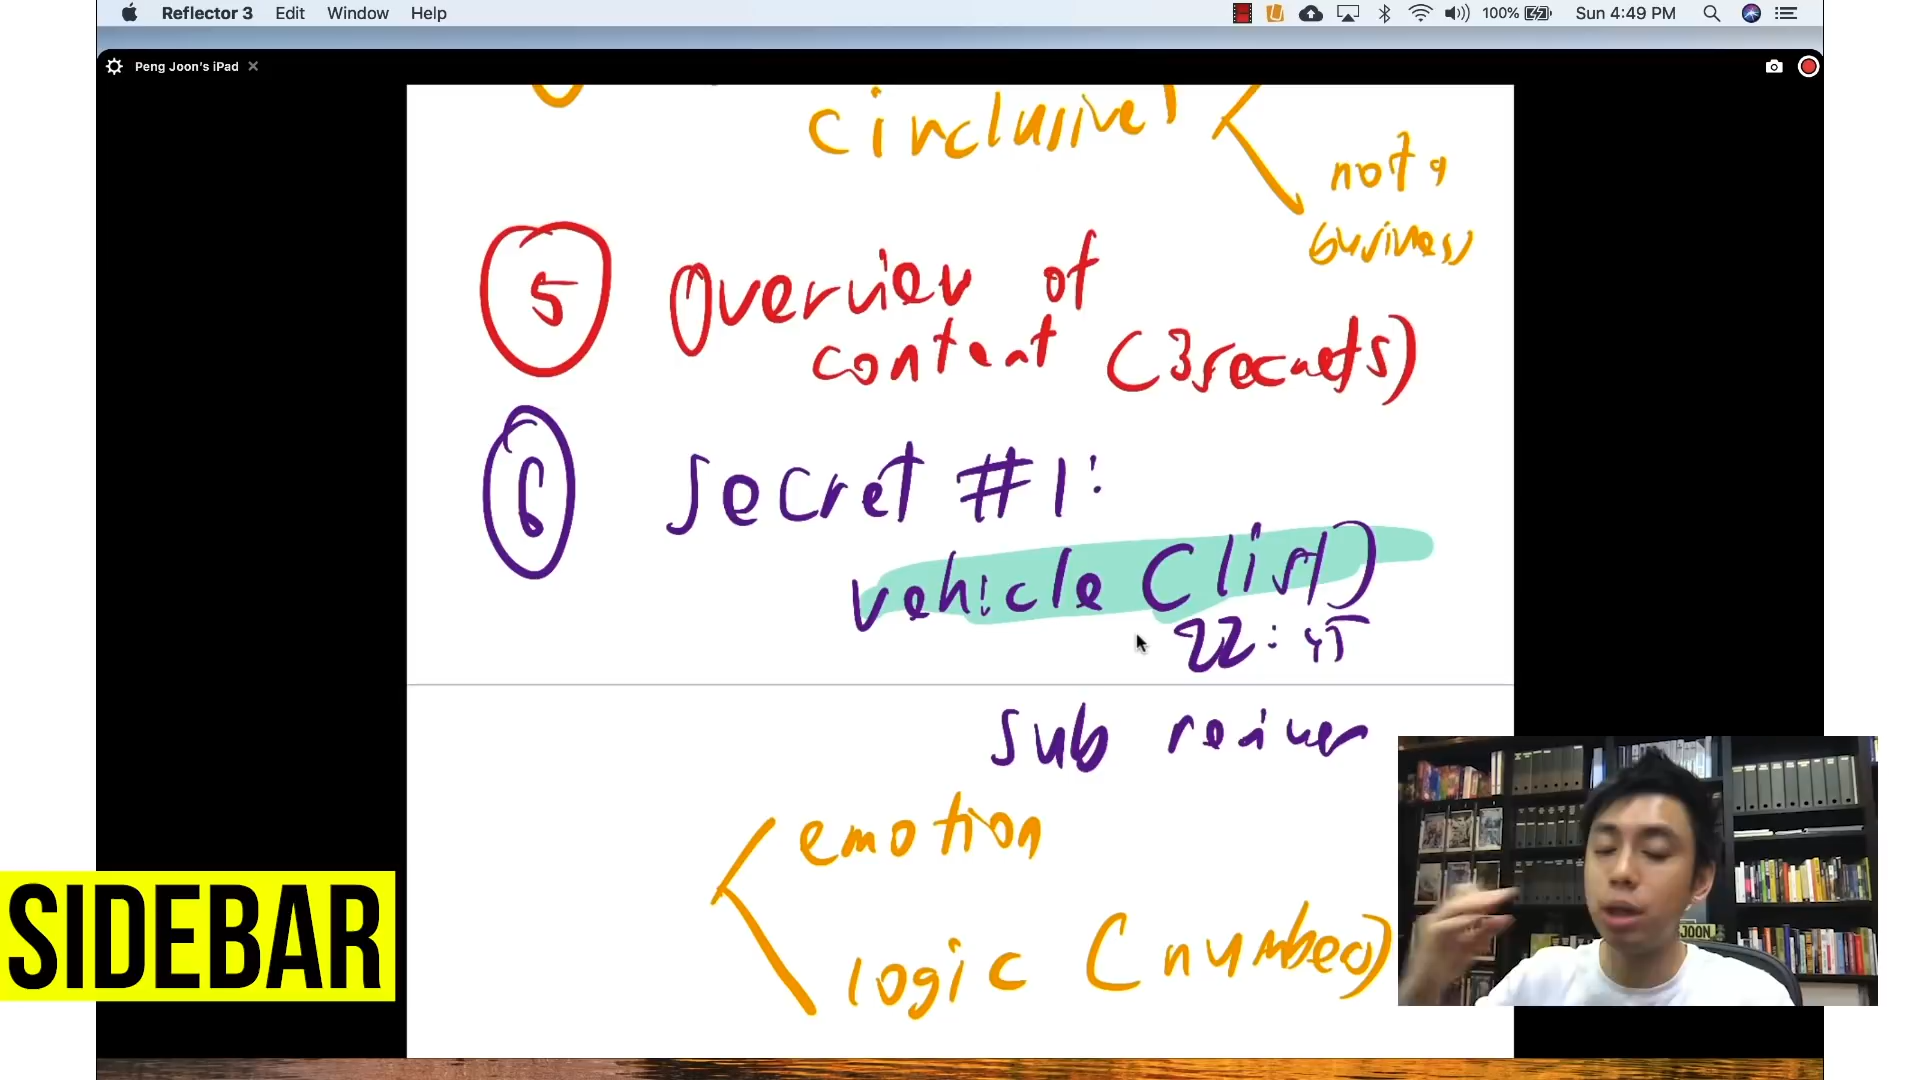 Reflector 3 Edit Window Help 100% Sun 4:49 PM
Peng Joon's iPad
(inclusive)
not a
business)
5 Overview of
content (3 secrets)
6 Secret #1:
vehicle (list)
22:45
sub
emotion
logic (numbers)
SIDEBAR
JOON